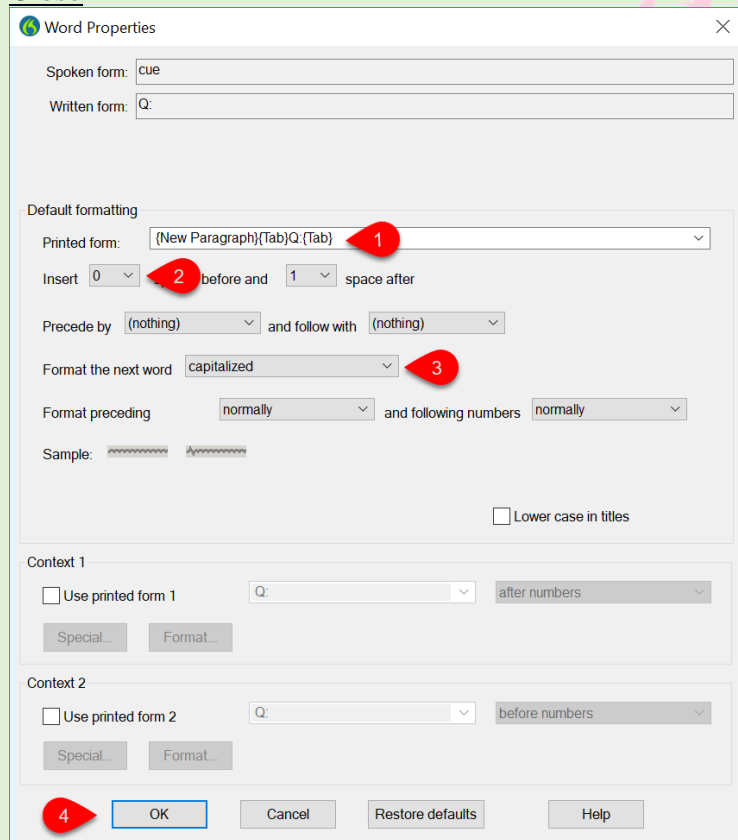 Word Properties
Spoken form: cue
Written form: Q:
Default formatting
Printed form: {New Paragraph}{Tab}Q:{Tab} 1
Insert 0 2 before and 1 space after
Precede by (nothing) and follow with (nothing)
Format the next word capitalized 3
Format preceding normally and following numbers normally
Sample:
Lower case in titles
Context 1
Use printed form 1 Q: after numbers
Special... Format...
Context 2
Use printed form 2 Q: before numbers
Special... Format...
4 OK Cancel Restore defaults Help